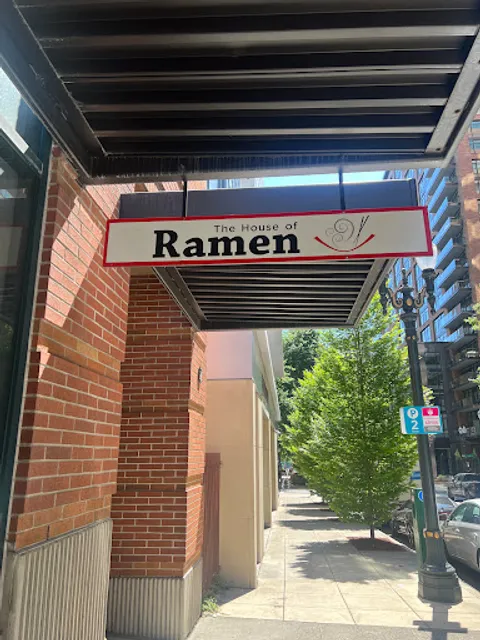 The House of
Ramen
P
2